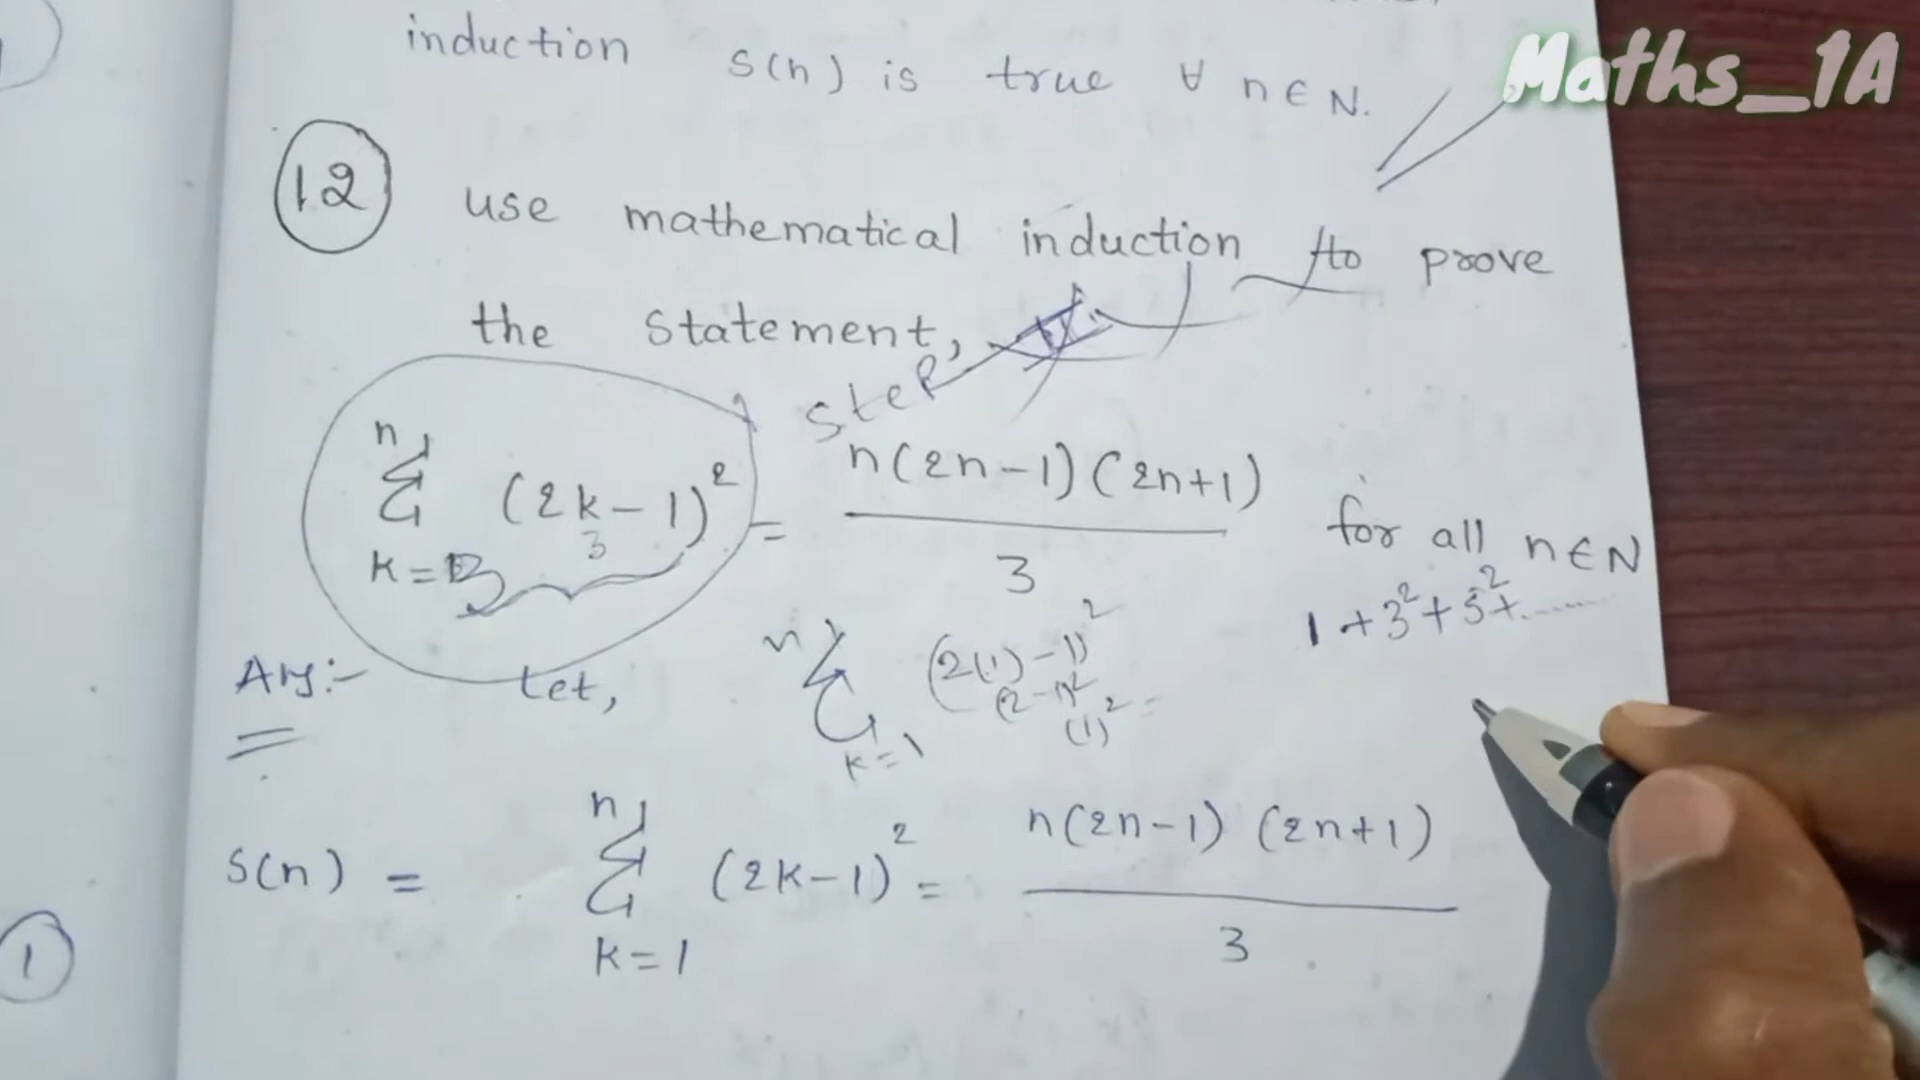 Maths_1A
induction s(n) is true ∀ n∈N.
12 use mathematical induction to prove
the statement,
step
n Σ k=1 (2k-1)² = n(2n-1)(2n+1) / 3 for all n∈N
3
1+3²+5²+......
Ans:- Let, n Σ k=1 (2(1)-1)²
(2-1)²
(1)² =
S(n) = n Σ k=1 (2k-1)² = n(2n-1) (2n+1) / 3
1